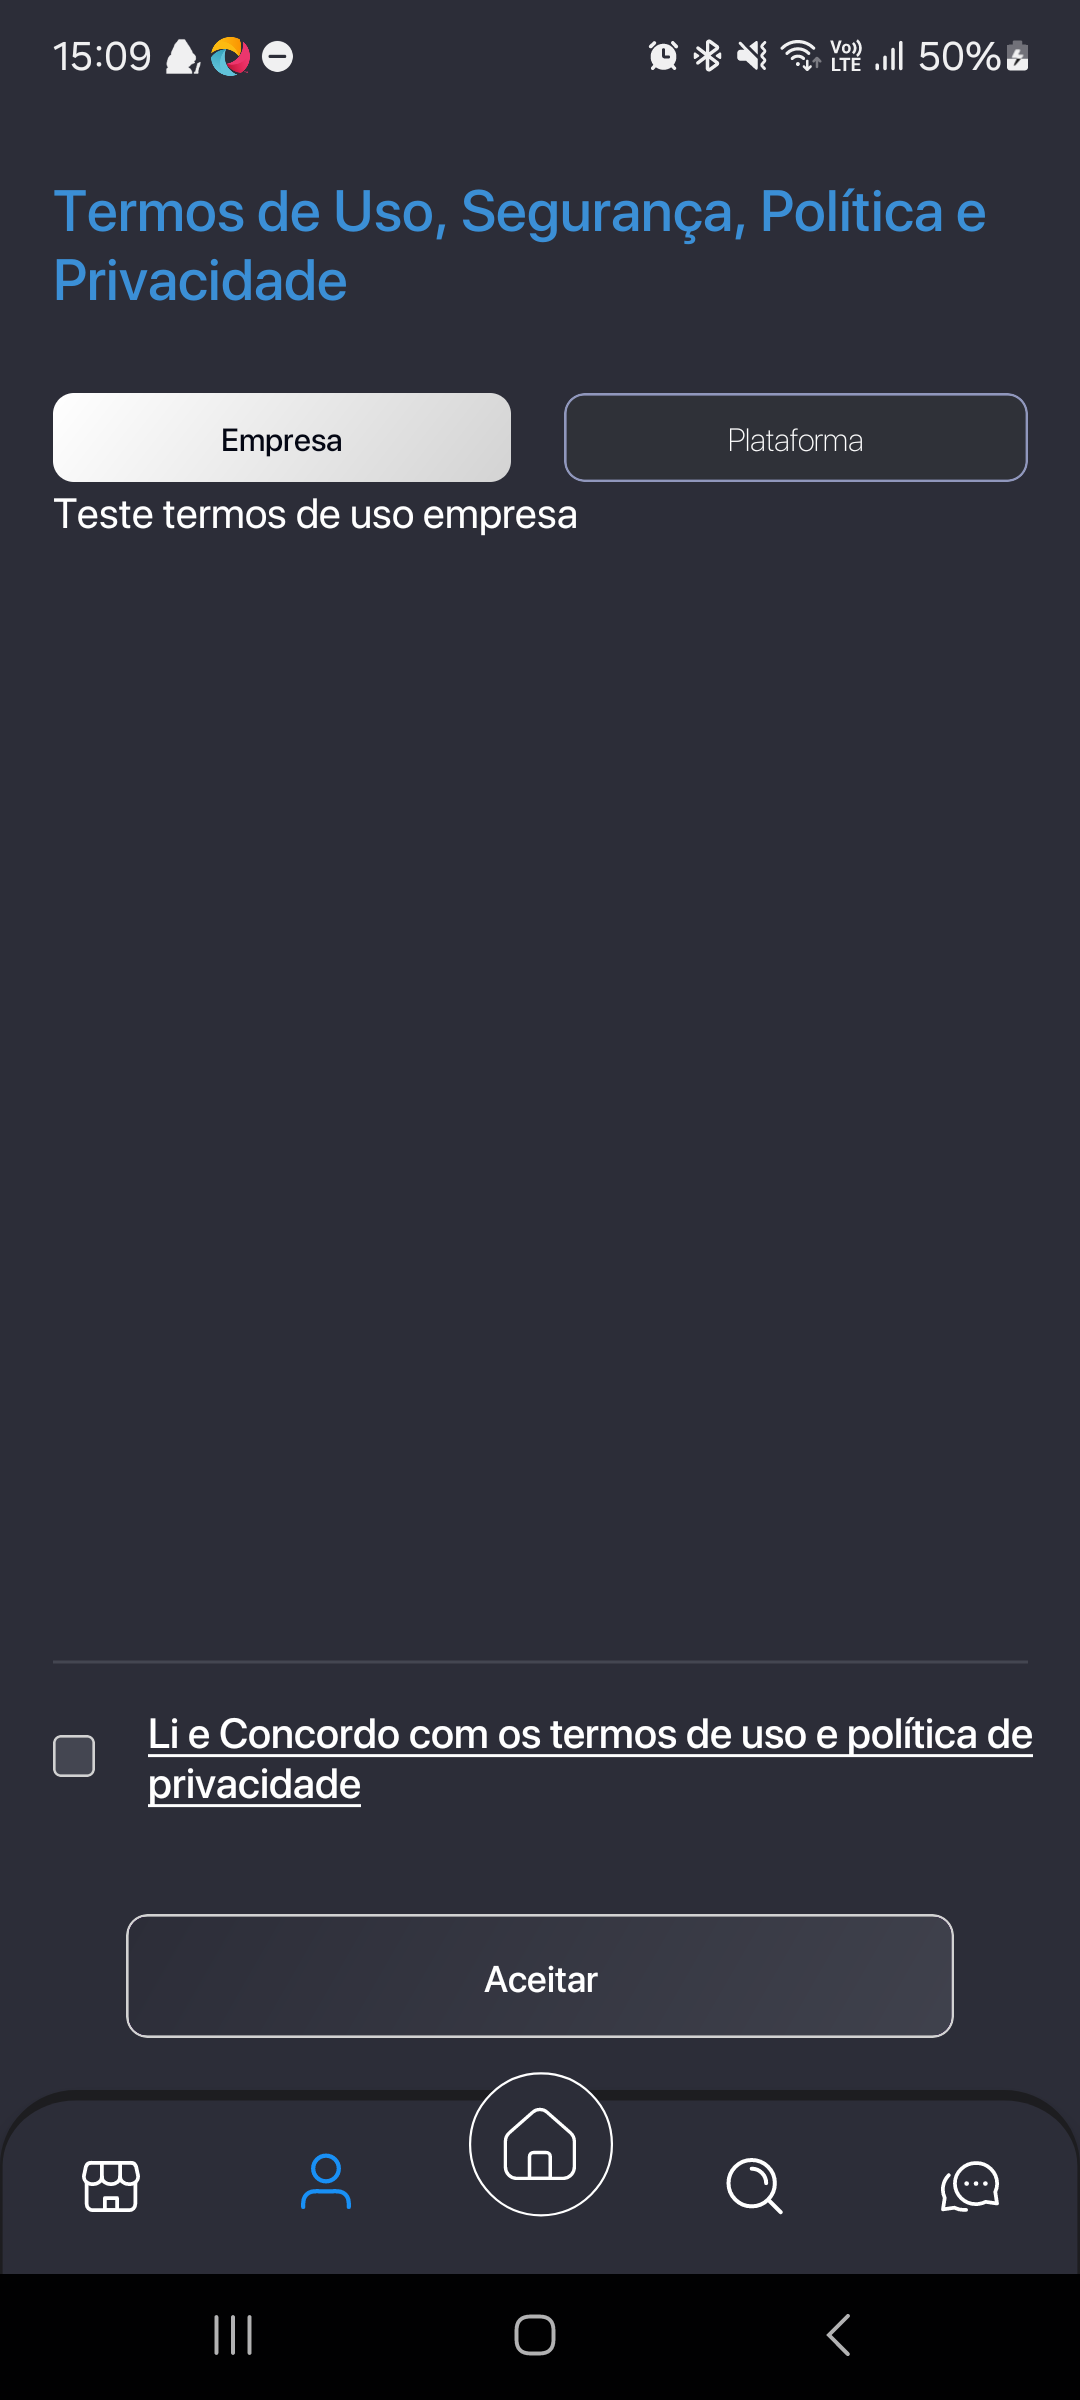 15:09
Vo))
LTE
50%
Termos de Uso, Segurança, Política e
Privacidade
Empresa
Plataforma
Teste termos de uso empresa
Li e Concordo com os termos de uso e política de
privacidade
Aceitar